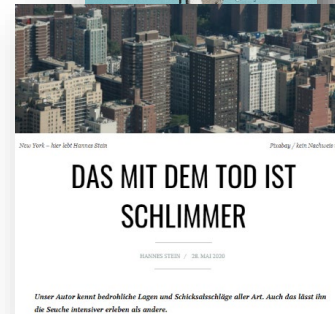 New York – hier lebt Hannes Stein
Pixabay / kein Nachweis
DAS MIT DEM TOD IST
SCHLIMMER
HANNES STEIN / 28. MAI 2020
Unser Autor kennt bedrohliche Lagen und Schicksalsschläge aller Art. Auch das lässt ihn
die Seuche intensiver erleben als andere.